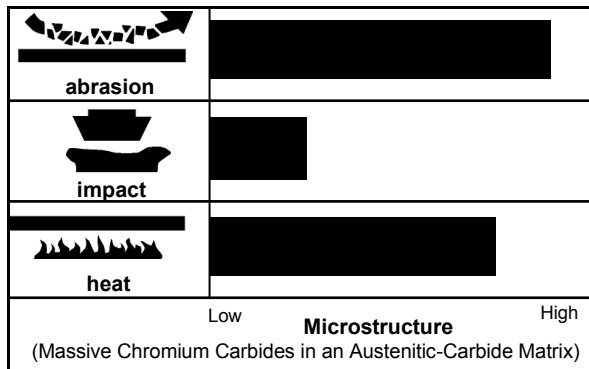 abrasion
impact
heat
Low
High
Microstructure
(Massive Chromium Carbides in an Austenitic-Carbide Matrix)